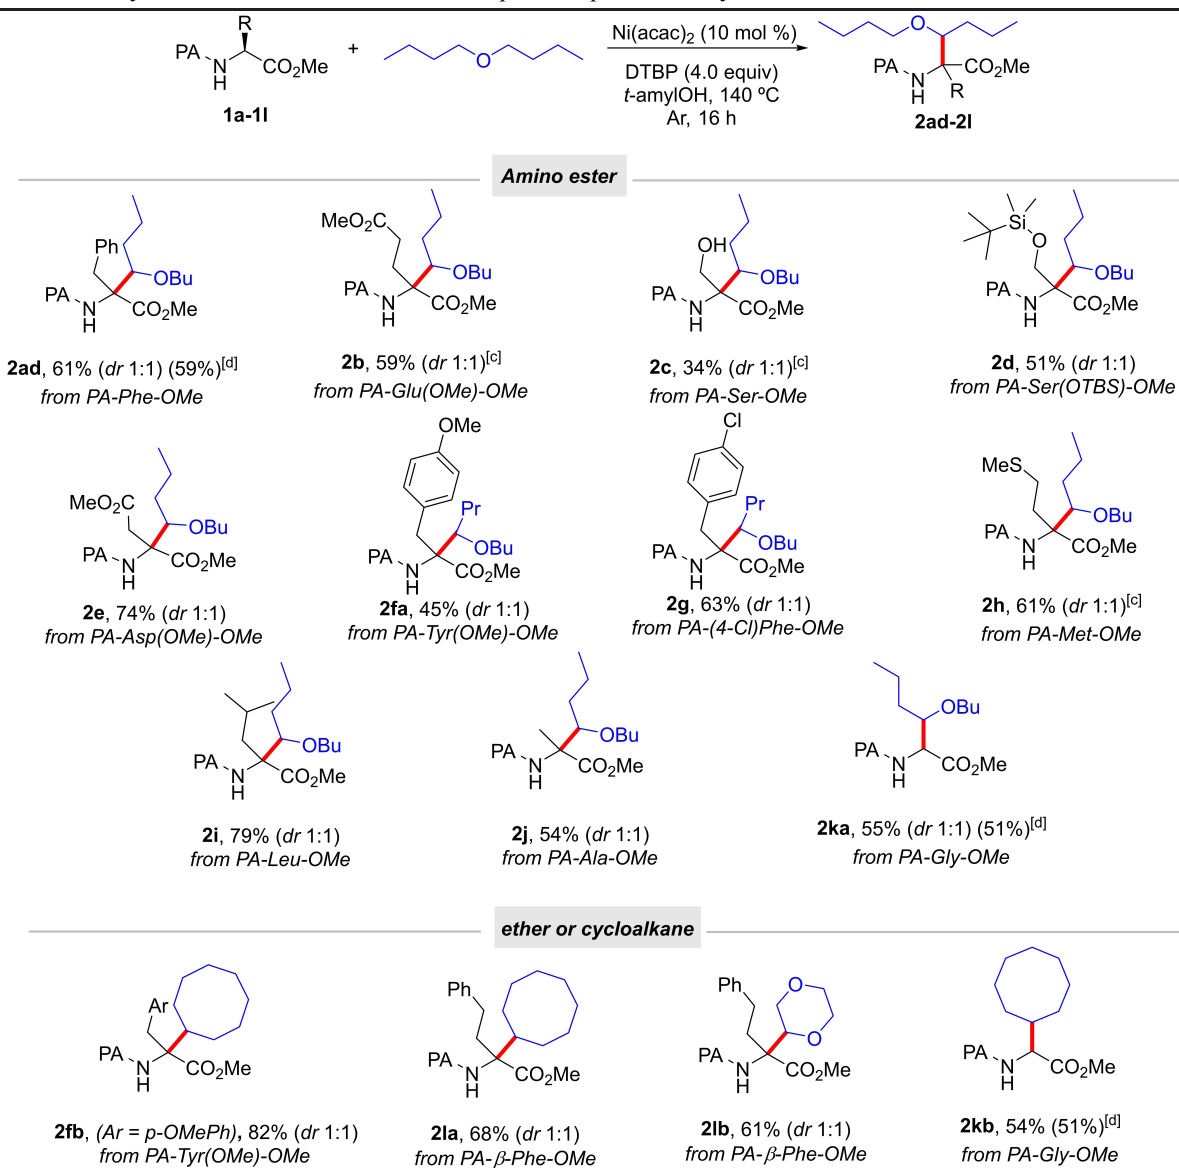 R
PA
N
H
CO₂Me
1a-1l
+
O
Ni(acac)₂ (10 mol %)
DTBP (4.0 equiv)
t-amylOH, 140 ºC
Ar, 16 h
O
PA
N
H
CO₂Me
R
2ad-2l
Amino ester
Ph
OBu
PA
N
H
CO₂Me
2ad, 61% (dr 1:1) (59%)[d]
from PA-Phe-OMe
MeO₂C
OBu
PA
N
H
CO₂Me
2b, 59% (dr 1:1)[c]
from PA-Glu(OMe)-OMe
OH
OBu
PA
N
H
CO₂Me
2c, 34% (dr 1:1)[c]
from PA-Ser-OMe
Si
O
OBu
PA
N
H
CO₂Me
2d, 51% (dr 1:1)
from PA-Ser(OTBS)-OMe
MeO₂C
OBu
PA
N
H
CO₂Me
2e, 74% (dr 1:1)
from PA-Asp(OMe)-OMe
OMe
Pr
OBu
PA
N
H
CO₂Me
2fa, 45% (dr 1:1)
from PA-Tyr(OMe)-OMe
Cl
Pr
OBu
PA
N
H
CO₂Me
2g, 63% (dr 1:1)
from PA-(4-Cl)Phe-OMe
MeS
OBu
PA
N
H
CO₂Me
2h, 61% (dr 1:1)[c]
from PA-Met-OMe
OBu
PA
N
H
CO₂Me
2i, 79% (dr 1:1)
from PA-Leu-OMe
OBu
PA
N
H
CO₂Me
2j, 54% (dr 1:1)
from PA-Ala-OMe
OBu
PA
N
H
CO₂Me
2ka, 55% (dr 1:1) (51%)[d]
from PA-Gly-OMe
ether or cycloalkane
Ar
PA
N
H
CO₂Me
2fb, (Ar = p-OMePh), 82% (dr 1:1)
from PA-Tyr(OMe)-OMe
Ph
PA
N
H
CO₂Me
2la, 68% (dr 1:1)
from PA-β-Phe-OMe
Ph
O
O
PA
N
H
CO₂Me
2lb, 61% (dr 1:1)
from PA-β-Phe-OMe
PA
N
H
CO₂Me
2kb, 54% (51%)[d]
from PA-Gly-OMe